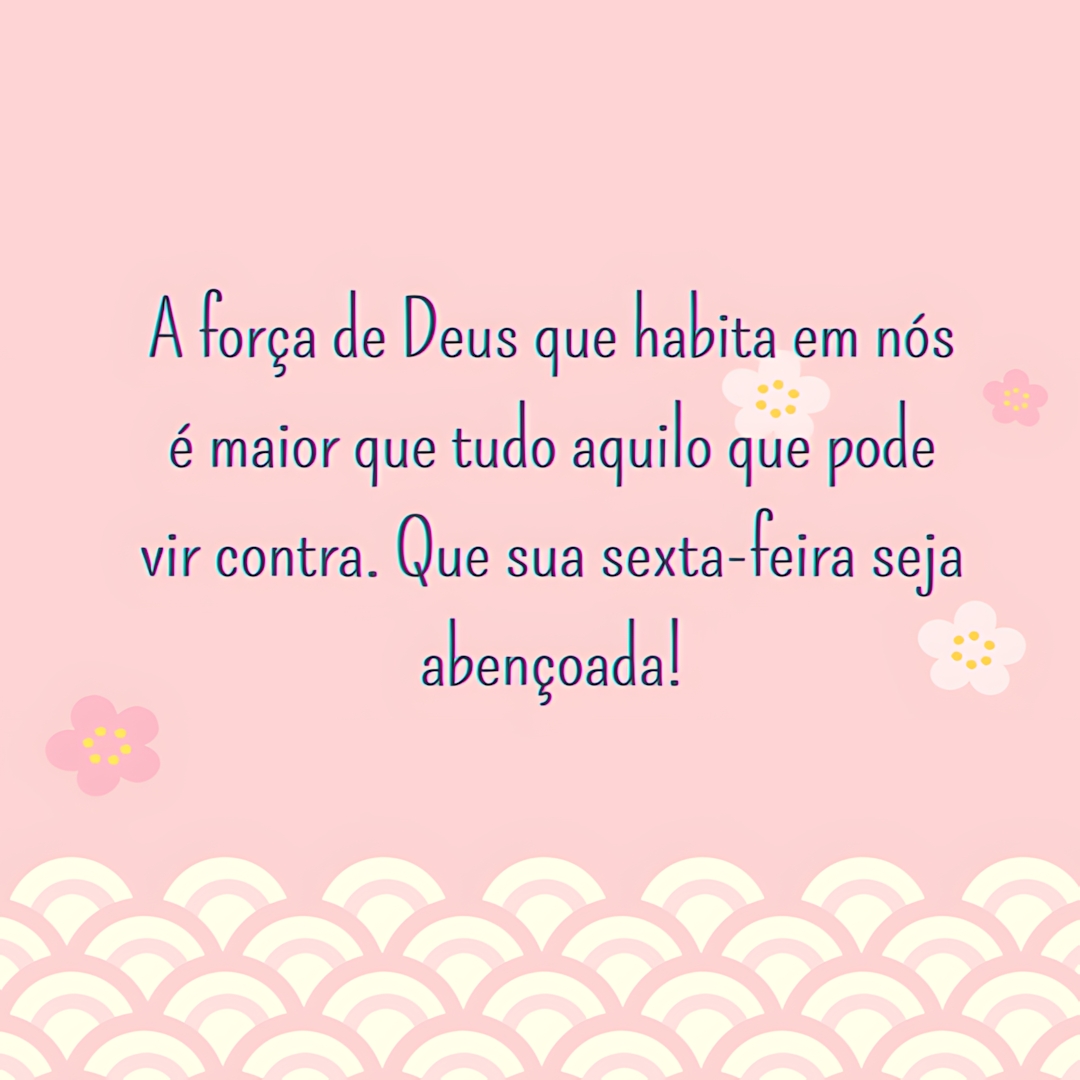 A força de Deus que habita em nós
é maior que tudo aquilo que pode
vir contra. Que sua sexta-feira seja
abençoada!